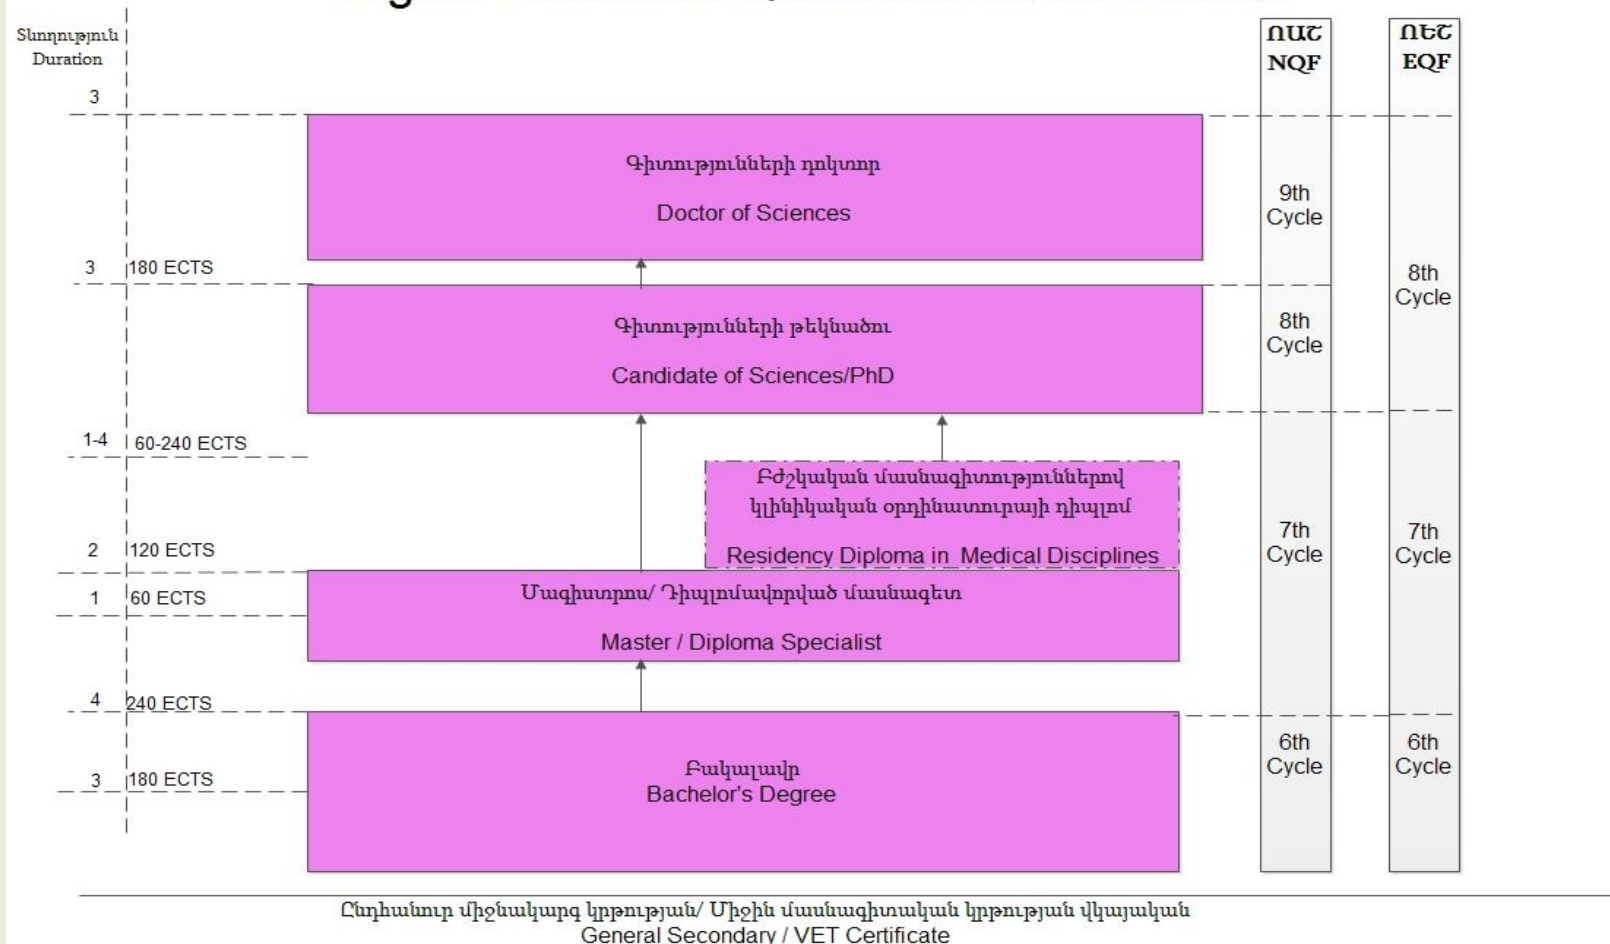 Տևողություն
Duration
ՈԱՇ
NQF
ՈԵՇ
EQF
3
Գիտությունների դոկտոր
Doctor of Sciences
9th
Cycle
3 180 ECTS
8th
Cycle
Գիտությունների թեկնածու
Candidate of Sciences/PhD
8th
Cycle
1-4 60-240 ECTS
Բժշկական մասնագիտություններով
կլինիկական օրդինատուրայի դիպլոմ
Residency Diploma in Medical Disciplines
7th
Cycle
7th
Cycle
2 120 ECTS
1 60 ECTS
Մագիստրոս/ Դիպլոմավորված մասնագետ
Master / Diploma Specialist
4 240 ECTS
Բակալավր
Bachelor's Degree
6th
Cycle
6th
Cycle
3 180 ECTS
Ընդհանուր միջնակարգ կրթության/ Միջին մասնագիտական կրթության վկայական
General Secondary / VET Certificate